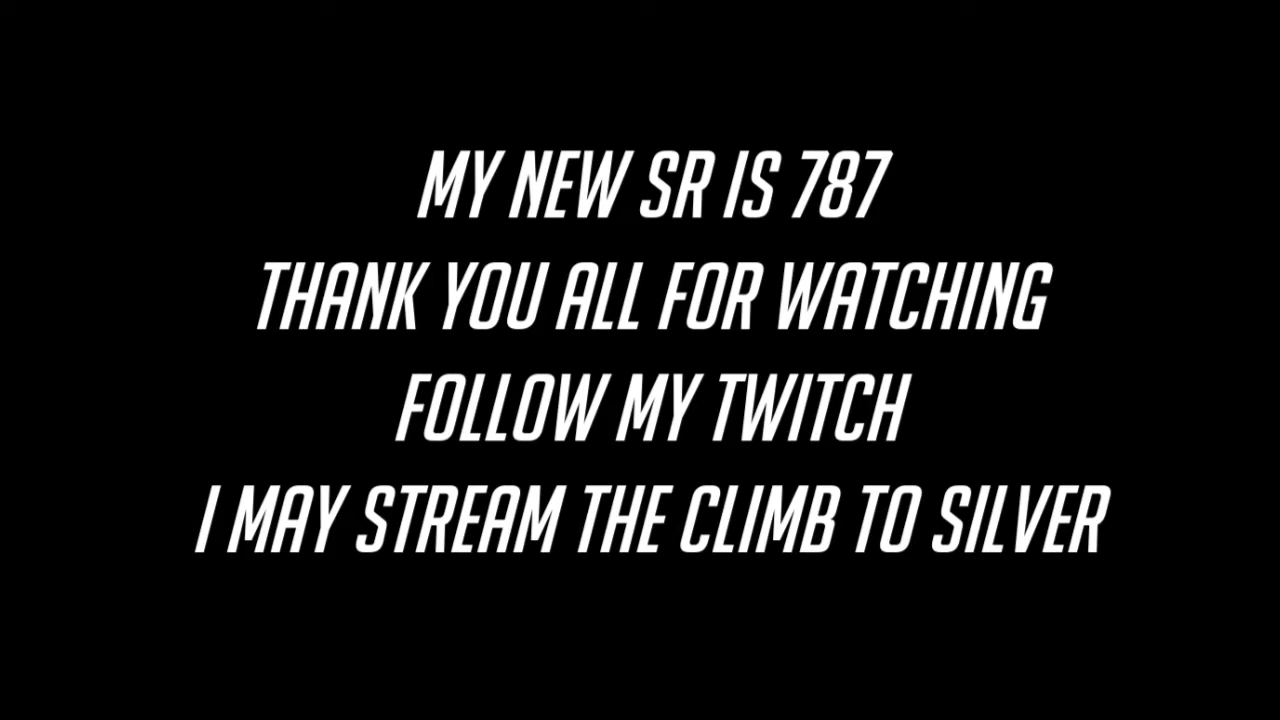 MY NEW SR IS 787
THANK YOU ALL FOR WATCHING
FOLLOW MY TWITCH
I MAY STREAM THE CLIMB TO SILVER